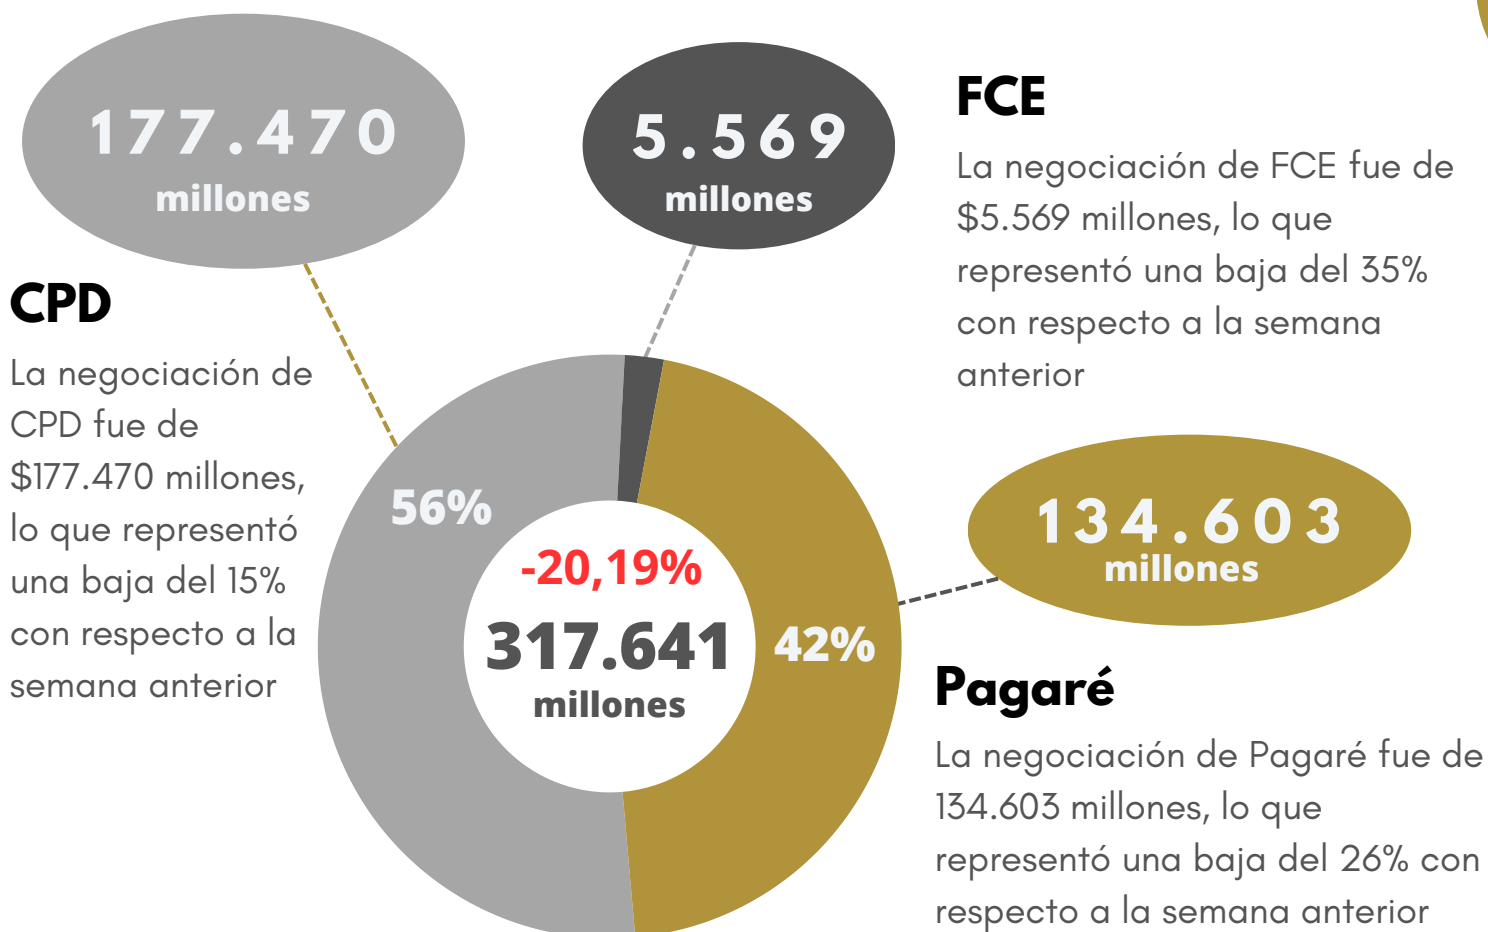 177.470
millones
5.569
millones
FCE
La negociación de FCE fue de
$5.569 millones, lo que
representó una baja del 35%
con respecto a la semana
anterior
CPD
La negociación de
CPD fue de
$177.470 millones,
lo que representó
una baja del 15%
con respecto a la
semana anterior
56%
-20,19%
317.641
millones
42%
134.603
millones
Pagaré
La negociación de Pagaré fue de
134.603 millones, lo que
representó una baja del 26% con
respecto a la semana anterior